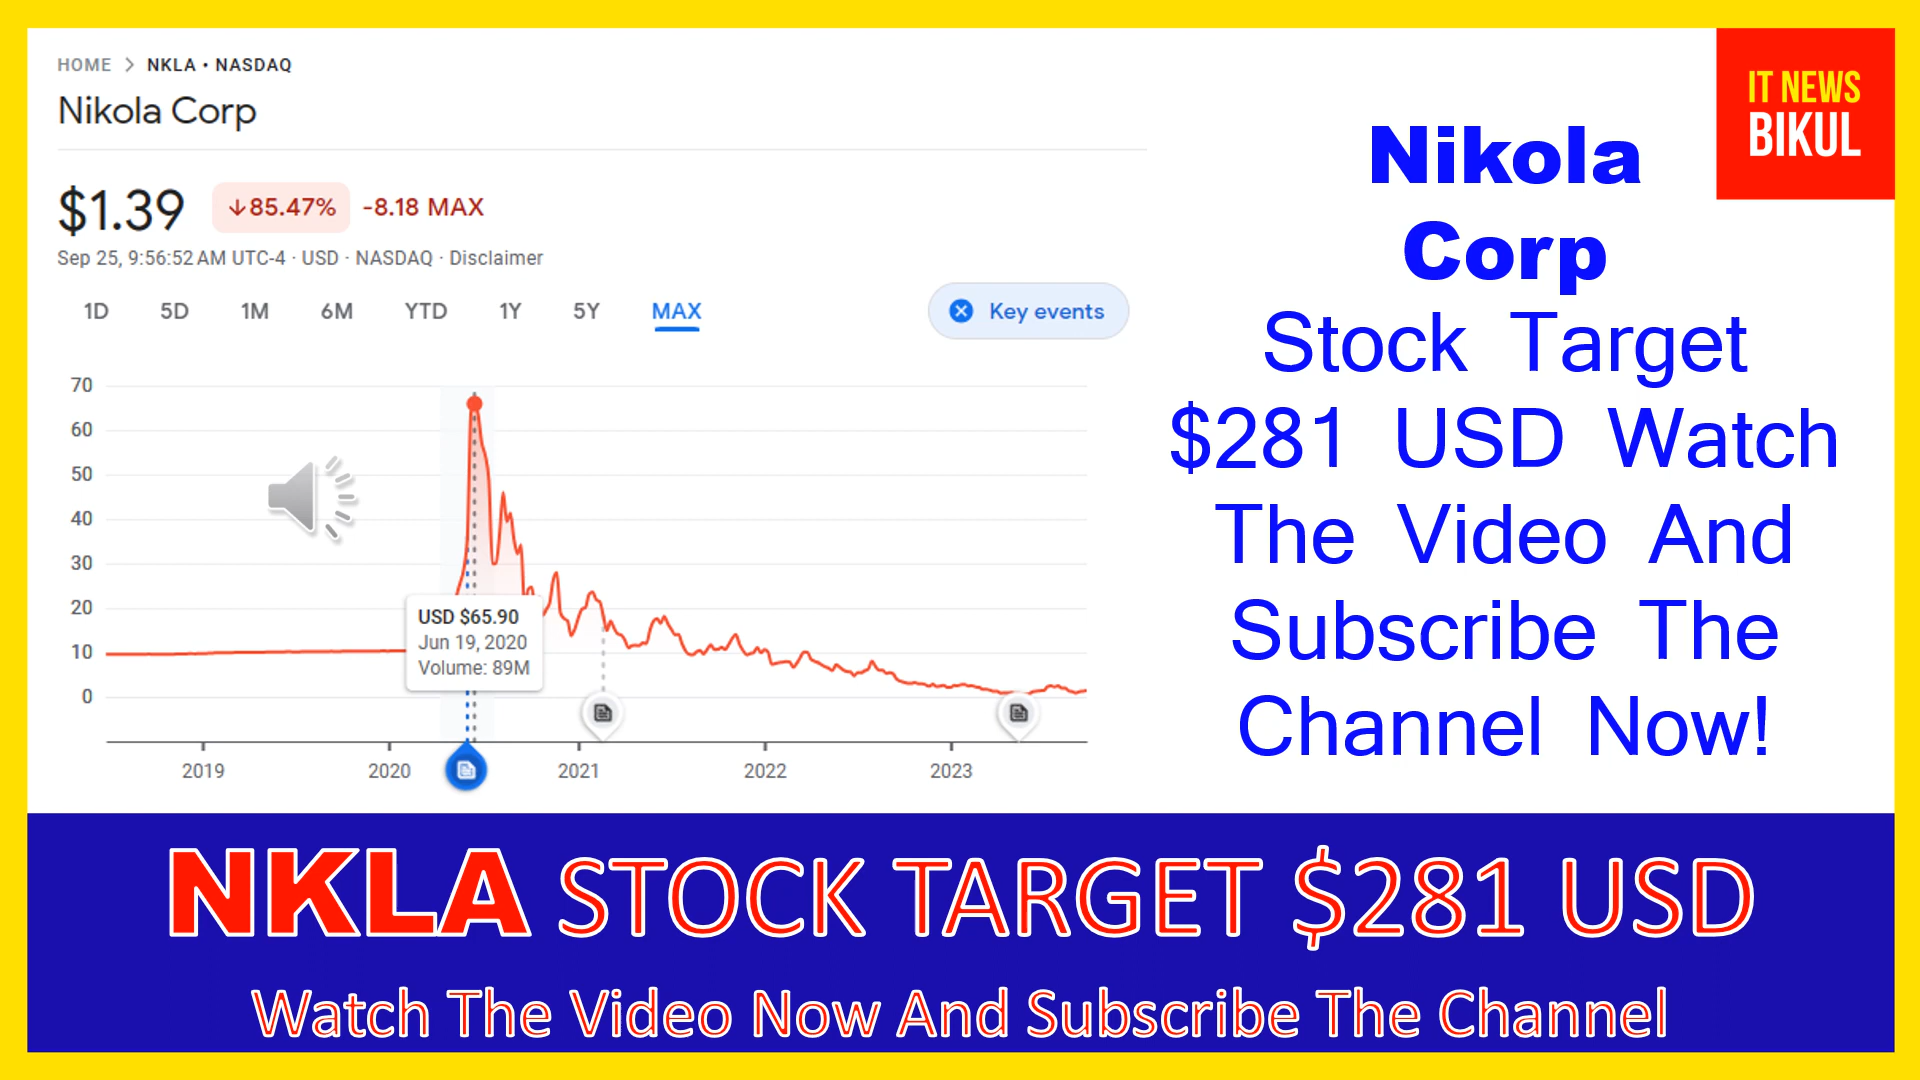 HOME > NKLA • NASDAQ
Nikola Corp
$1.39 ↓85.47% -8.18 MAX
Sep 25, 9:56:52 AM UTC-4 · USD · NASDAQ · Disclaimer
1D 5D 1M 6M YTD 1Y 5Y MAX
Key events
70
60
50
40
30
20
10
0
USD $65.90
Jun 19, 2020
Volume: 89M
2019 2020 2021 2022 2023
IT NEWS
BIKUL
Nikola
Corp
Stock Target
$281 USD Watch
The Video And
Subscribe The
Channel Now!
NKLA STOCK TARGET $281 USD
Watch The Video Now And Subscribe The Channel